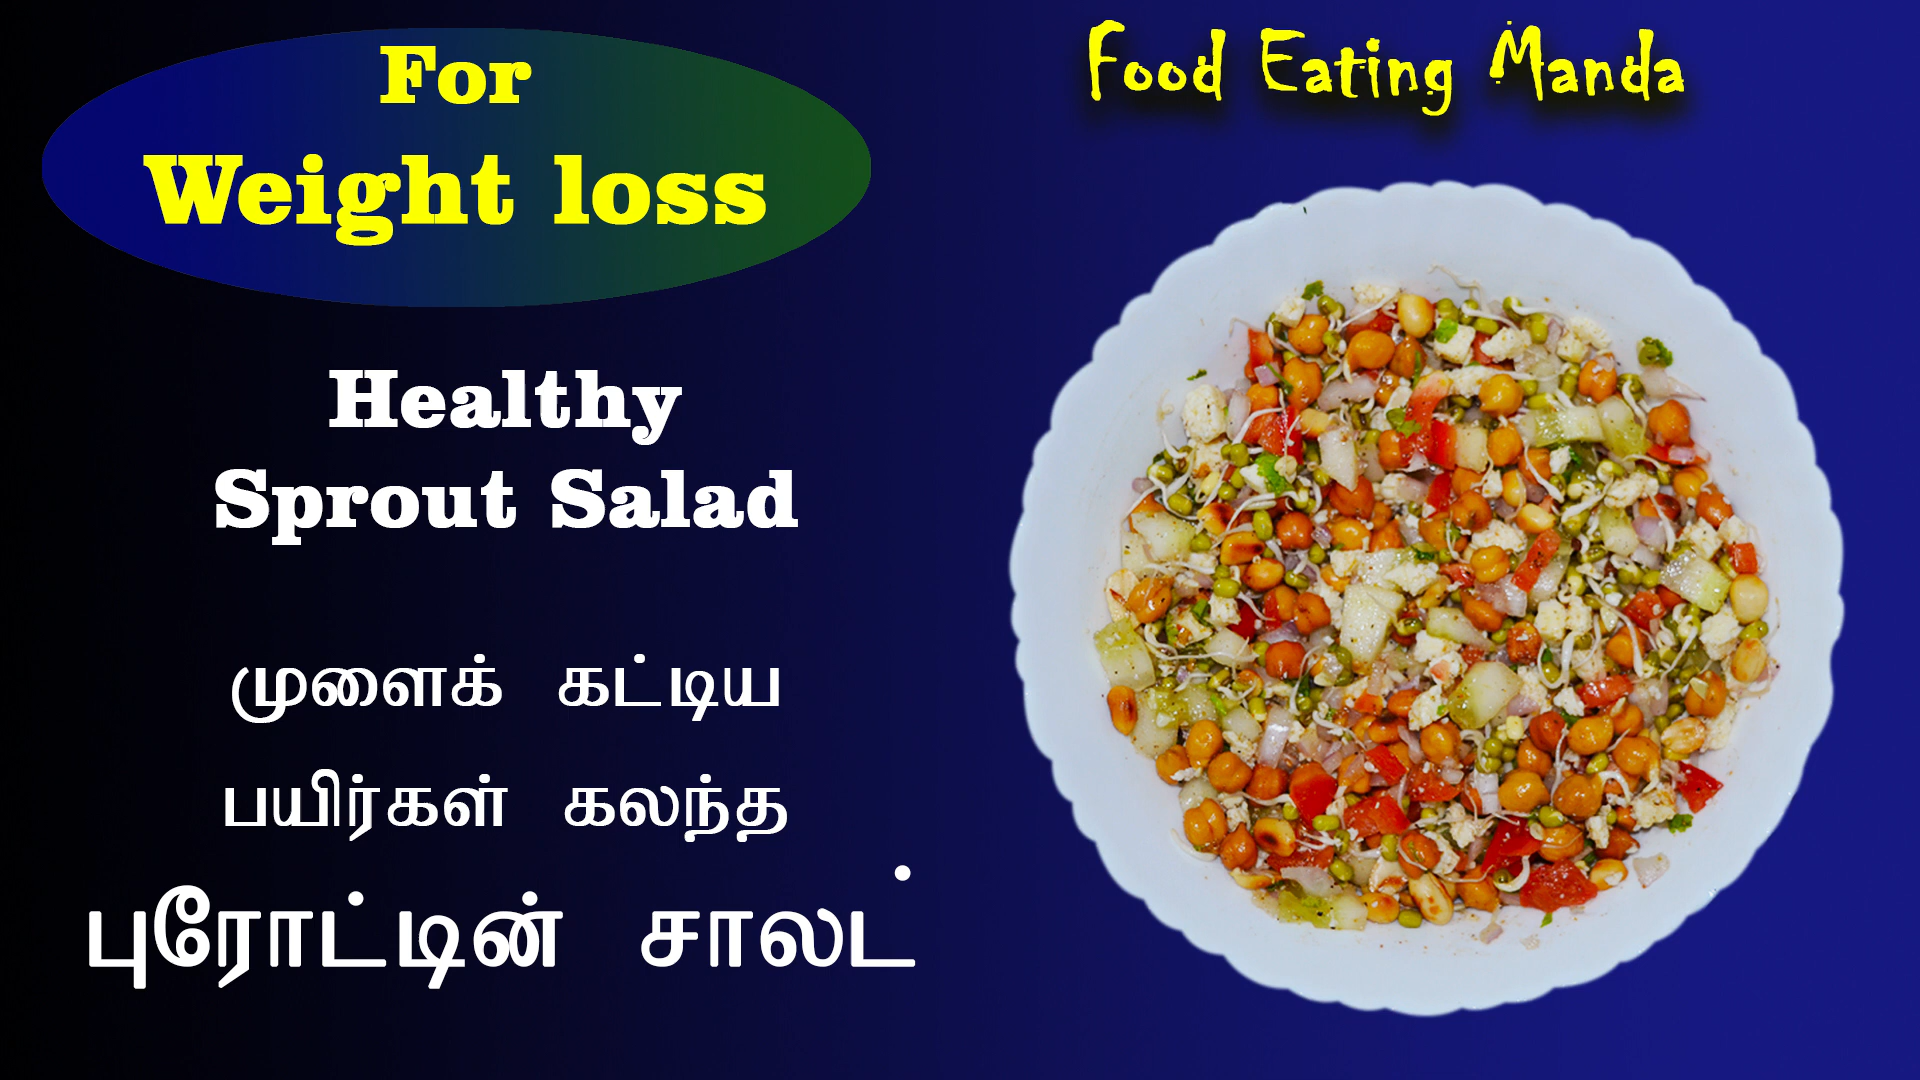 For
Weight loss
Food Eating Manda
Healthy
Sprout Salad
முளைக் கட்டிய
பயிர்கள் கலந்த
புரோட்டின் சாலட்